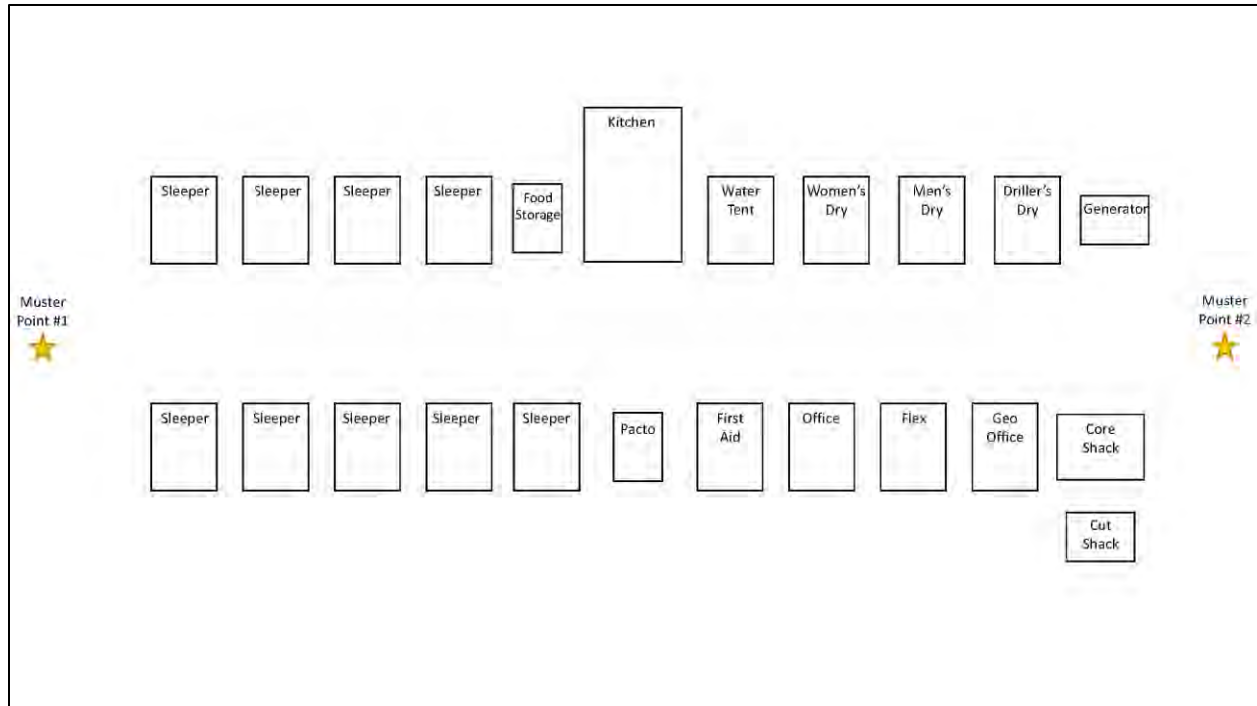 Kitchen
Sleeper
Sleeper
Sleeper
Sleeper
Food
Storage
Water
Tent
Women's
Dry
Men's
Dry
Driller's
Dry
Generator
Muster
Point #1
Muster
Point #2
Sleeper
Sleeper
Sleeper
Sleeper
Sleeper
Pacto
First
Aid
Office
Flex
Geo
Office
Core
Shack
Cut
Shack